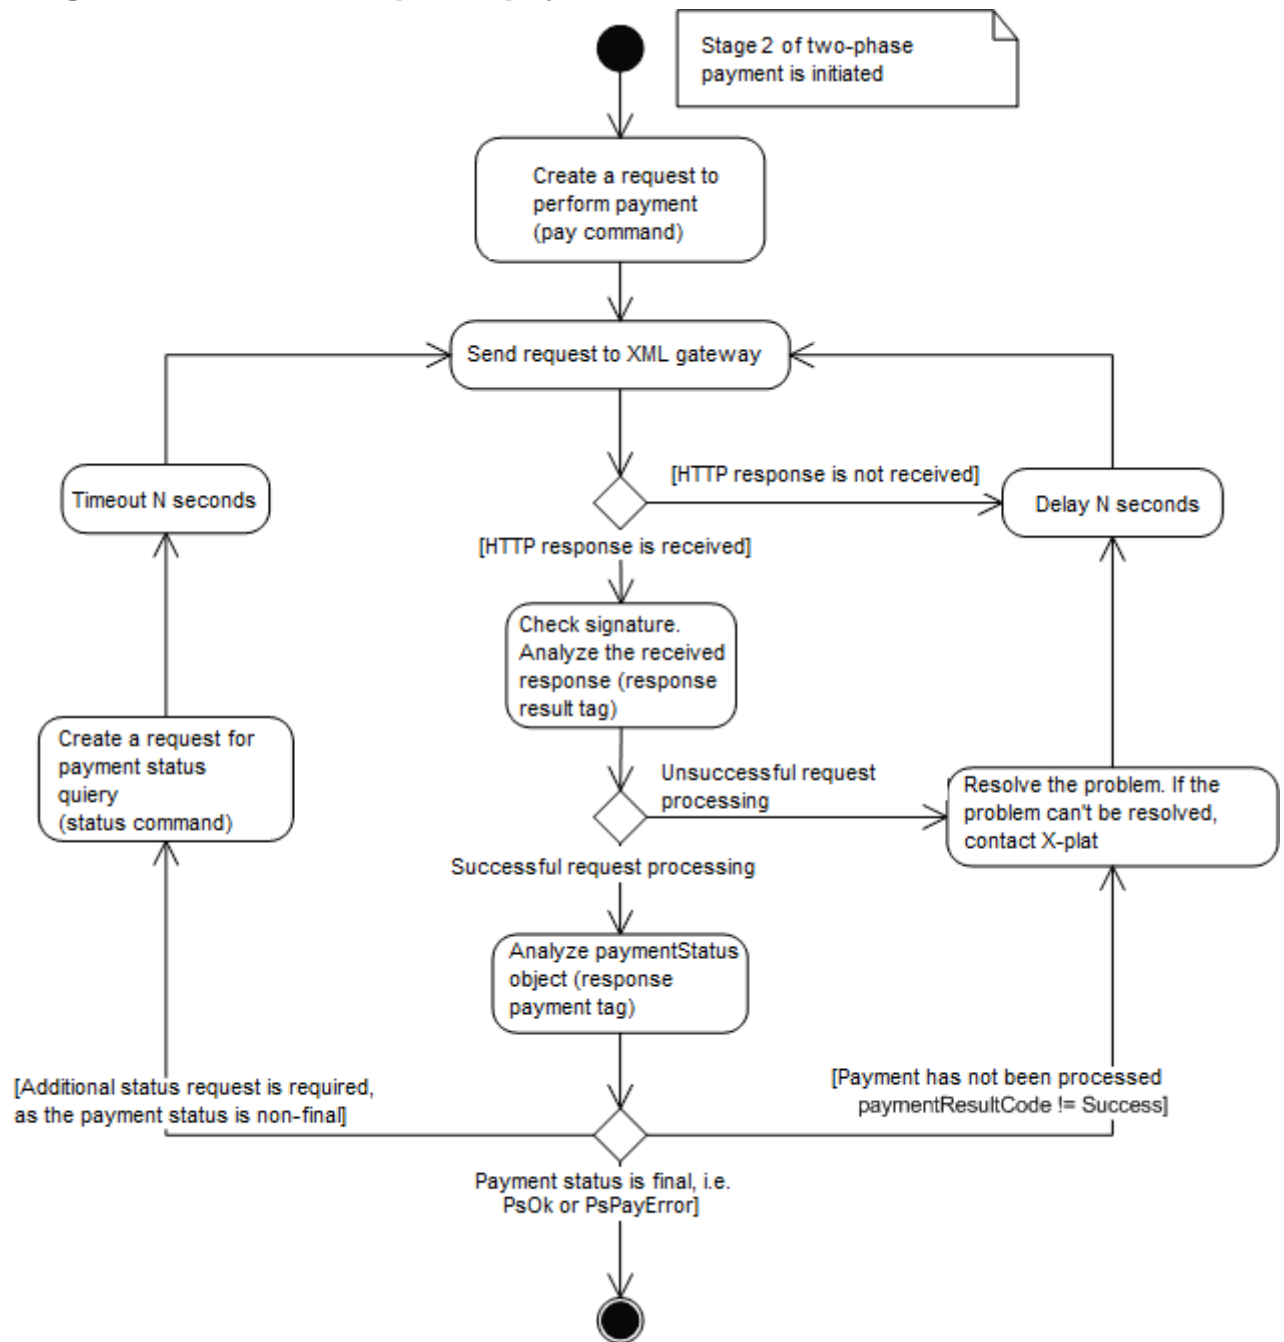 Stage 2 of two-phase
payment is initiated
Create a request to
perform payment
(pay command)
Send request to XML gateway
[HTTP response is not received]
Timeout N seconds
Delay N seconds
[HTTP response is received]
Check signature.
Analyze the received
response (response
result tag)
Create a request for
payment status
quiery
(status command)
Unsuccessful request
processing
Resolve the problem. If the
problem can't be resolved,
contact X-plat
Successful request processing
Analyze paymentStatus
object (response
payment tag)
[Additional status request is required,
as the payment status is non-final]
[Payment has not been processed
paymentResultCode != Success]
Payment status is final, i.e.
PsOk or PsPayError]